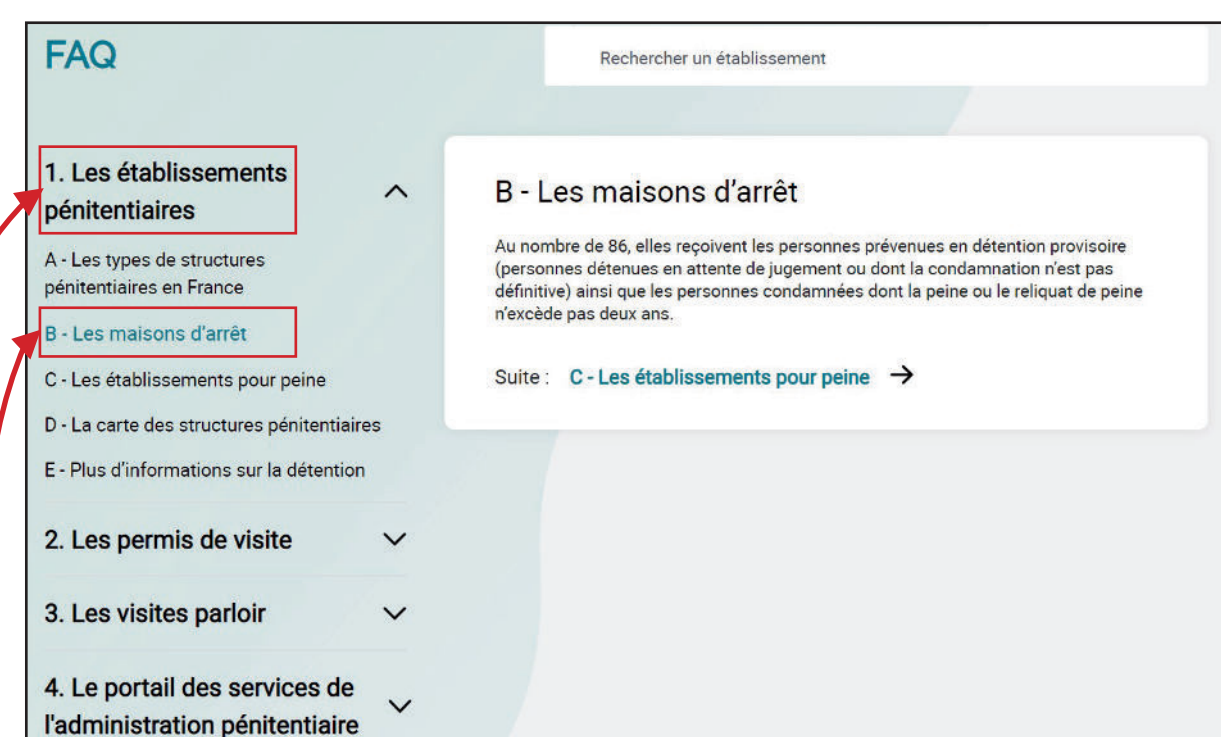 FAQ
Rechercher un établissement
1. Les établissements
pénitentiaires
A - Les types de structures
pénitentiaires en France
B - Les maisons d'arrêt
C - Les établissements pour peine
D - La carte des structures pénitentiaires
E - Plus d'informations sur la détention
2. Les permis de visite
3. Les visites parloir
4. Le portail des services de
l'administration pénitentiaire
B - Les maisons d'arrêt
Au nombre de 86, elles reçoivent les personnes prévenues en détention provisoire
(personnes détenues en attente de jugement ou dont la condamnation n'est pas
définitive) ainsi que les personnes condamnées dont la peine ou le reliquat de peine
n'excède pas deux ans.
Suite : C - Les établissements pour peine →